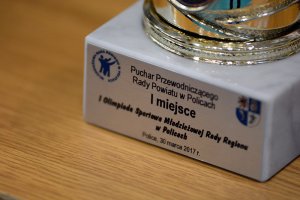 Puchar Przewodniczącego
Rady Powiatu w Policach
I miejsce
I Olimpiada Sportowa Młodzieżowej Rady Regionu
w Policach
Police, 30 marca 2017 r.